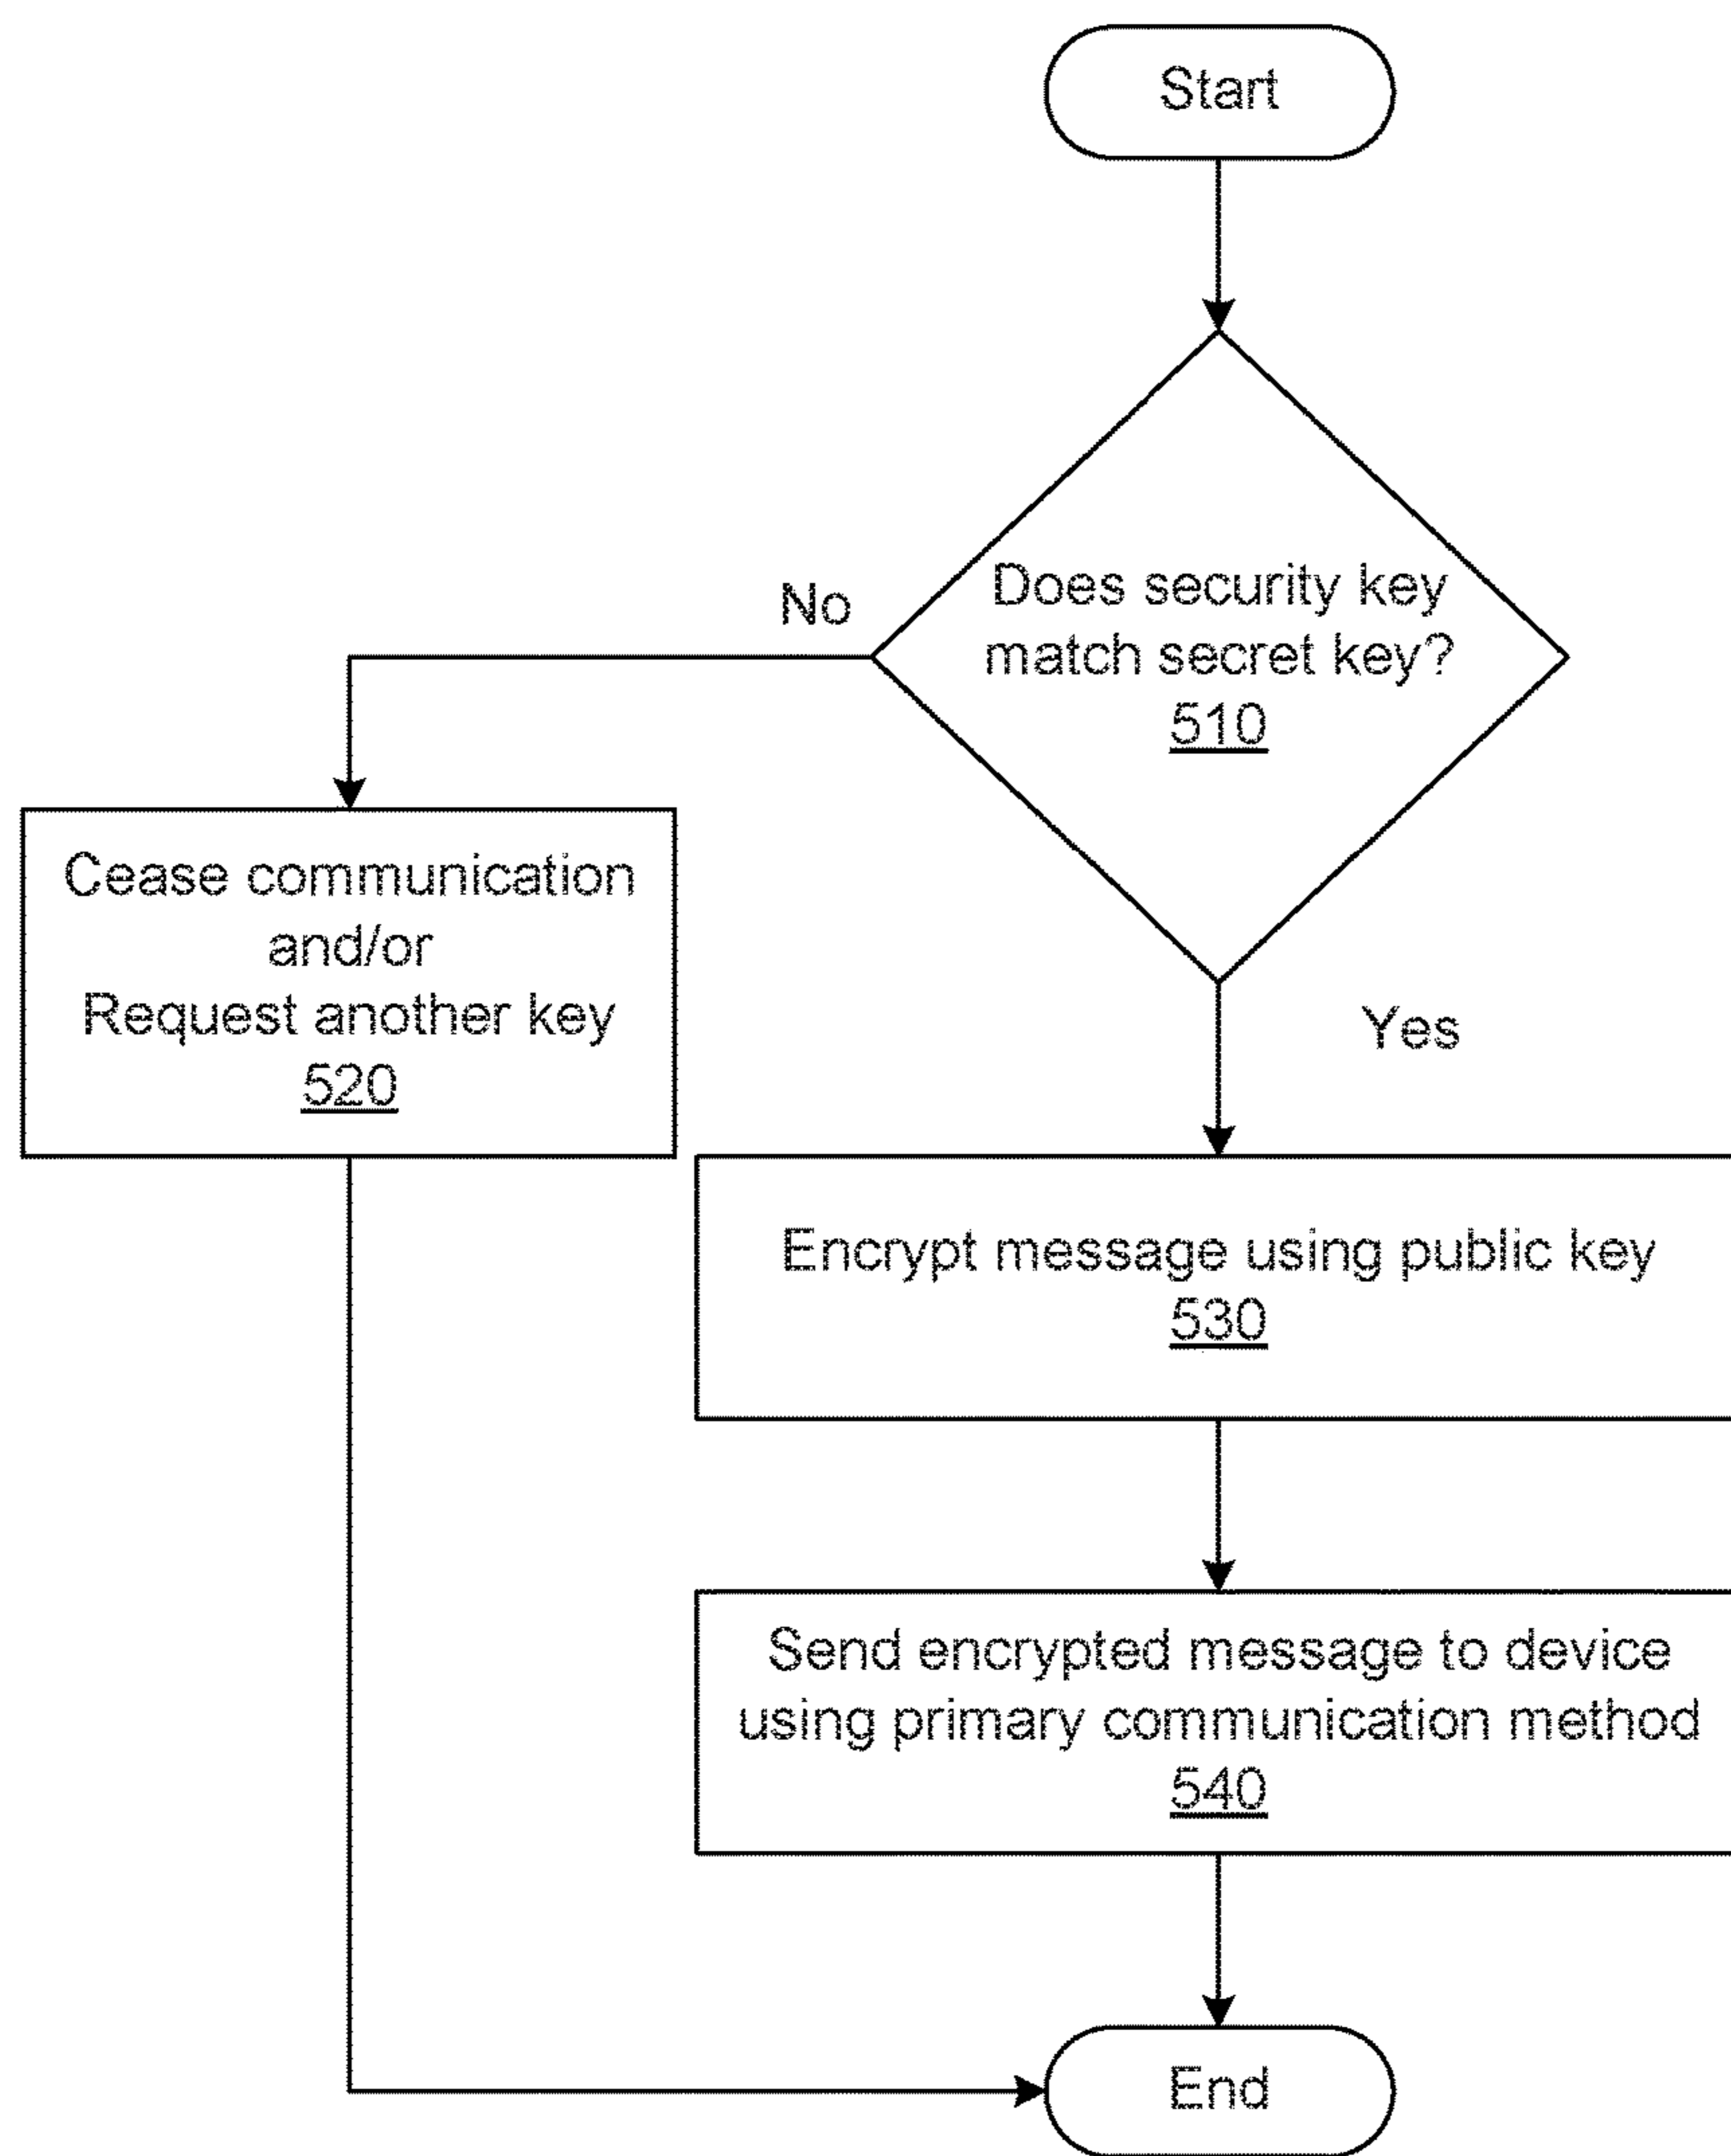 Start
Does security key
match secret key?
510
No
Yes
Cease communication
and/or
Request another key
520
Encrypt message using public key
530
Send encrypted message to device
using primary communication method
540
End